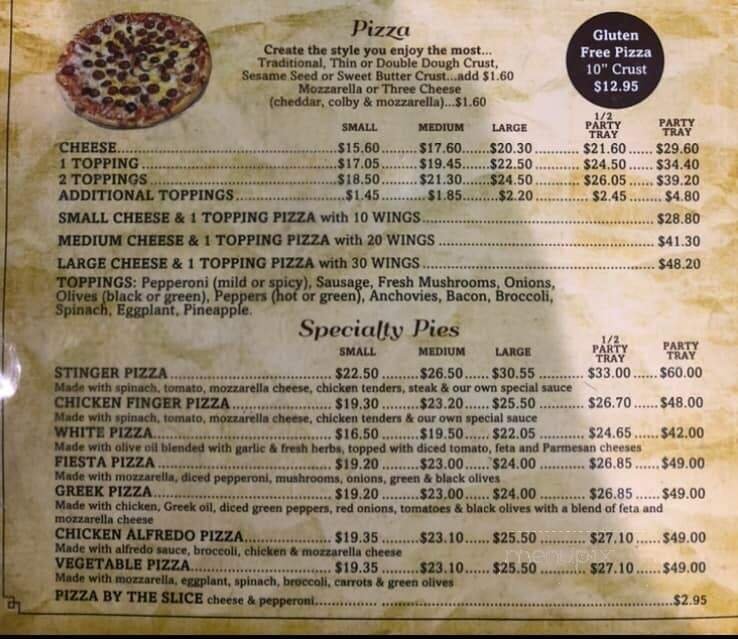 Pizza
Create the style you enjoy the most...
Traditional, Thin or Double Dough Crust,
Sesame Seed or Sweet Butter Crust...add $1.60
Mozzarella or Three Cheese
(cheddar, colby & mozzarella)...$1.60
Gluten
Free Pizza
10" Crust
$12.95
SMALL MEDIUM LARGE 1/2 PARTY TRAY PARTY TRAY
CHEESE $15.60 $17.60 $20.30 $21.60 $29.60
1 TOPPING $17.05 $19.45 $22.50 $24.50 $34.40
2 TOPPINGS $18.50 $21.30 $24.50 $26.05 $39.20
ADDITIONAL TOPPINGS $1.45 $1.85 $2.20 $2.45 $4.80
SMALL CHEESE & 1 TOPPING PIZZA with 10 WINGS $28.80
MEDIUM CHEESE & 1 TOPPING PIZZA with 20 WINGS $41.30
LARGE CHEESE & 1 TOPPING PIZZA with 30 WINGS $48.20
TOPPINGS: Pepperoni (mild or spicy), Sausage, Fresh Mushrooms, Onions,
Olives (black or green), Peppers (hot or green), Anchovies, Bacon, Broccoli,
Spinach, Eggplant, Pineapple.
Specialty Pies
SMALL MEDIUM LARGE 1/2 PARTY TRAY PARTY TRAY
STINGER PIZZA $22.50 $26.50 $30.55 $33.00 $60.00
Made with spinach, tomato, mozzarella cheese, chicken tenders, steak & our own special sauce
CHICKEN FINGER PIZZA $19.30 $23.20 $25.50 $26.70 $48.00
Made with spinach, tomato, mozzarella cheese, chicken tenders & our own special sauce
WHITE PIZZA $16.50 $19.50 $22.05 $24.65 $42.00
Made with olive oil blended with garlic & fresh herbs, topped with diced tomato, feta and Parmesan cheeses
FIESTA PIZZA $19.20 $23.00 $24.00 $26.85 $49.00
Made with mozzarella, diced pepperoni, mushrooms, onions, green & black olives
GREEK PIZZA $19.20 $23.00 $24.00 $26.85 $49.00
Made with chicken, Greek oil, diced green peppers, red onions, tomatoes & black olives with a blend of feta and
mozzarella cheese
CHICKEN ALFREDO PIZZA $19.35 $23.10 $25.50 $27.10 $49.00
Made with alfredo sauce, broccoli, chicken & mozzarella cheese
menupix
VEGETABLE PIZZA $19.35 $23.10 $25.50 $27.10 $49.00
Made with mozzarella, eggplant, spinach, broccoli, carrots & green olives
PIZZA BY THE SLICE cheese & pepperoni $2.95